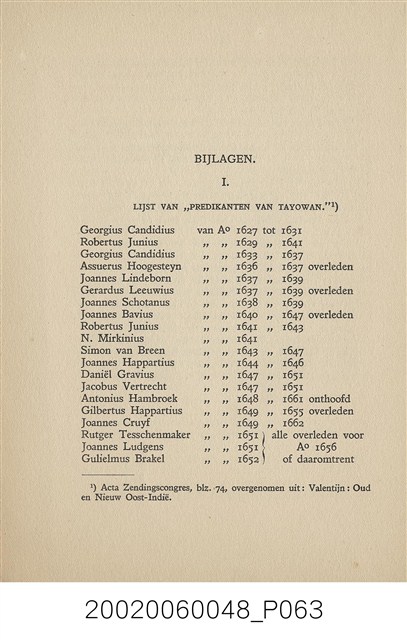 BIJLAGEN.
I.
LIJST VAN „PREDIKANTEN VAN TAYOWAN.”¹)
Georgius Candidius van Aº 1627 tot 1631
Robertus Junius „ „ 1629 „ 1641
Georgius Candidius „ „ 1633 „ 1637
Assuerus Hoogesteyn „ „ 1636 „ 1637 overleden
Joannes Lindeborn „ „ 1637 „ 1639
Gerardus Leeuwius „ „ 1637 „ 1639 overleden
Joannes Schotanus „ „ 1638 „ 1639
Joannes Bavius „ „ 1640 „ 1647 overleden
Robertus Junius „ „ 1641 „ 1643
N. Mirkinius „ „ 1641
Simon van Breen „ „ 1643 „ 1647
Joannes Happartius „ „ 1644 „ 1646
Daniël Gravius „ „ 1647 „ 1651
Jacobus Vertrecht „ „ 1647 „ 1651
Antonius Hambroek „ „ 1648 „ 1661 onthoofd
Gilbertus Happartius „ „ 1649 „ 1655 overleden
Joannes Cruyf „ „ 1649 „ 1662
Rutger Tesschenmaker „ „ 1651 alle overleden voor
Joannes Ludgens „ „ 1651 Aº 1656
Gulielmus Brakel „ „ 1652 of daaromtrent
¹) Acta Zendingscongres, blz. 74, overgenomen uit: Valentijn: Oud
en Nieuw Oost-Indië.
20020060048_P063